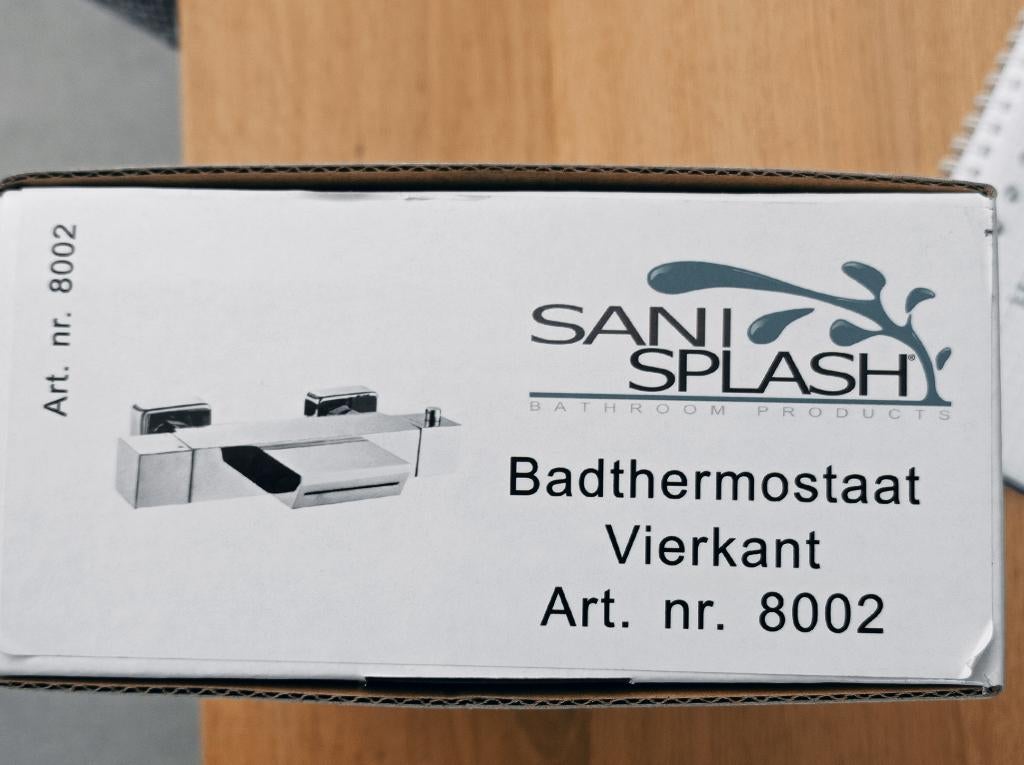 Art. nr. 8002
SANI
SPLASH®
BATHROOM PRODUCTS
Badthermostaat
Vierkant
Art. nr. 8002